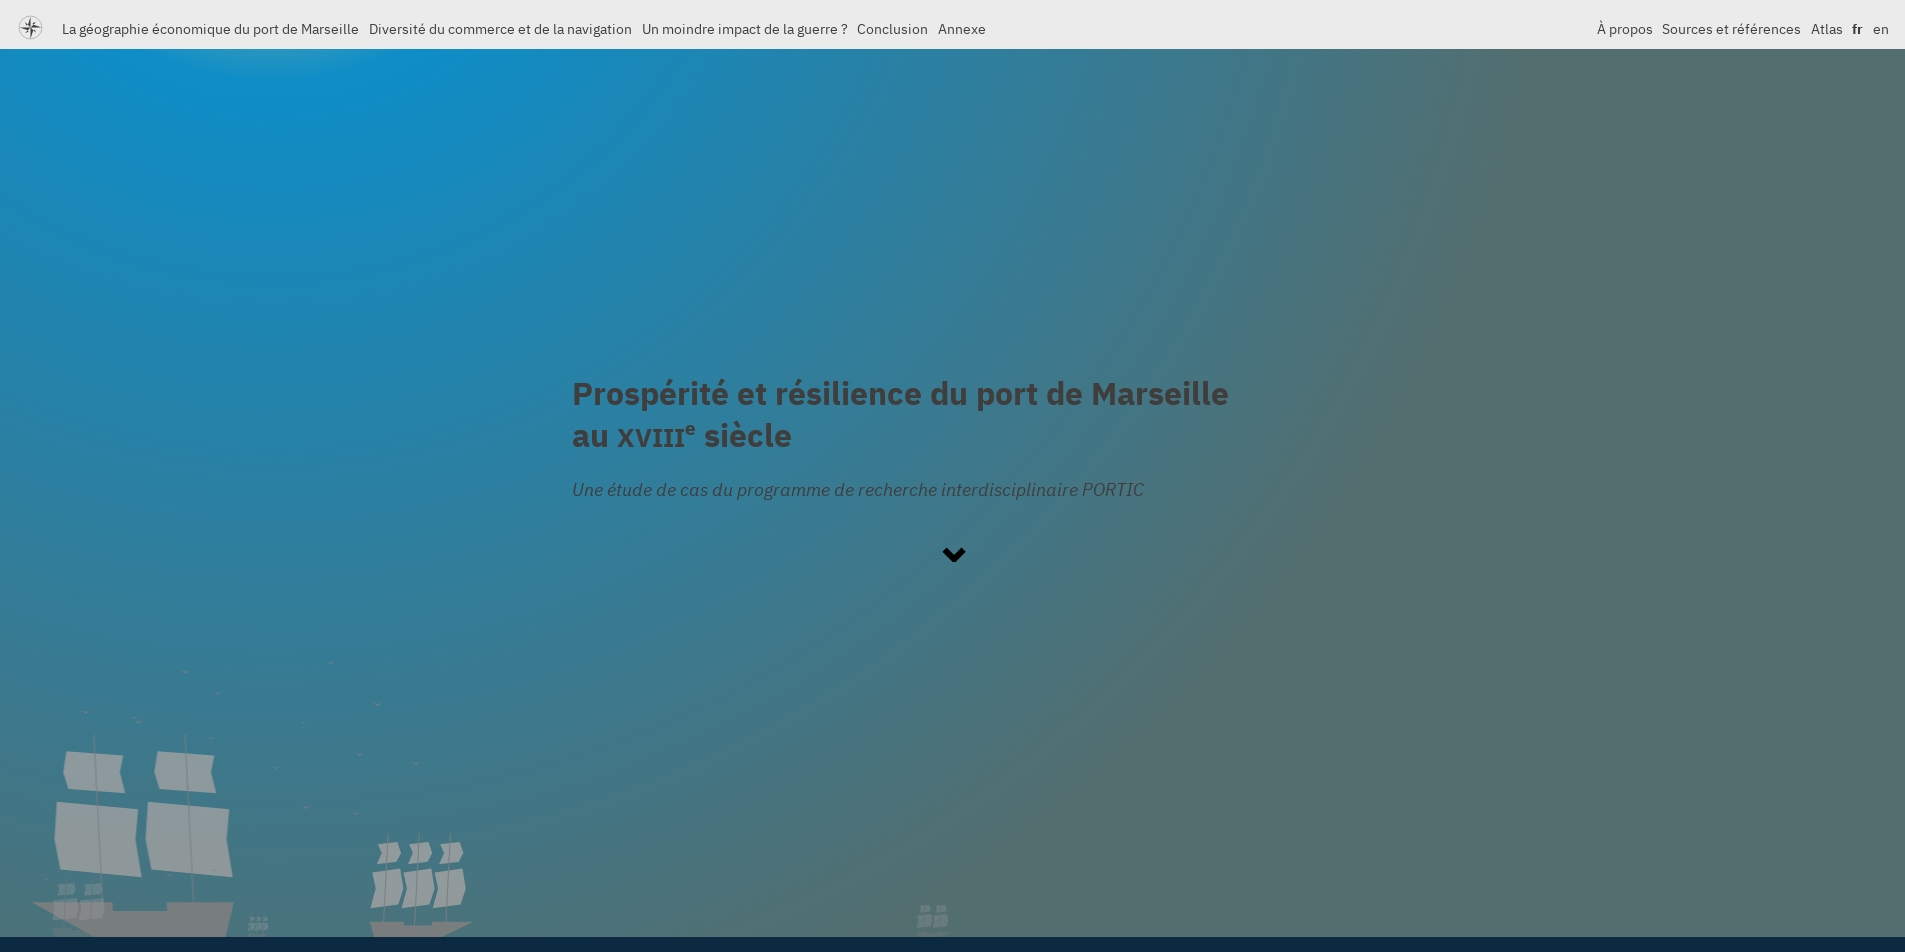 La géographie économique du port de Marseille Diversité du commerce et de la navigation Un moindre impact de la guerre ? Conclusion Annexe À propos Sources et références Atlas fr en
Prospérité et résilience du port de Marseille
au XVIIIe siècle
Une étude de cas du programme de recherche interdisciplinaire PORTIC